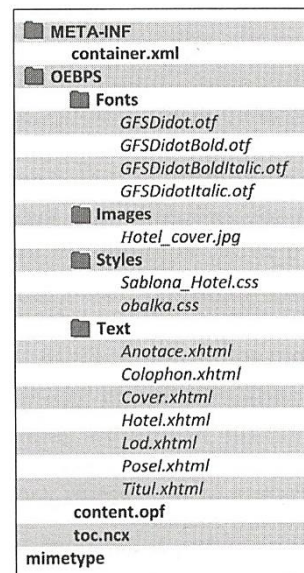 META-INF
container.xml
OEBPS
Fonts
GFSDidot.otf
GFSDidotBold.otf
GFSDidotBoldItalic.otf
GFSDidotItalic.otf
Images
Hotel_cover.jpg
Styles
Sablona_Hotel.css
obalka.css
Text
Anotace.xhtml
Colophon.xhtml
Cover.xhtml
Hotel.xhtml
Lod.xhtml
Posel.xhtml
Titul.xhtml
content.opf
toc.ncx
mimetype